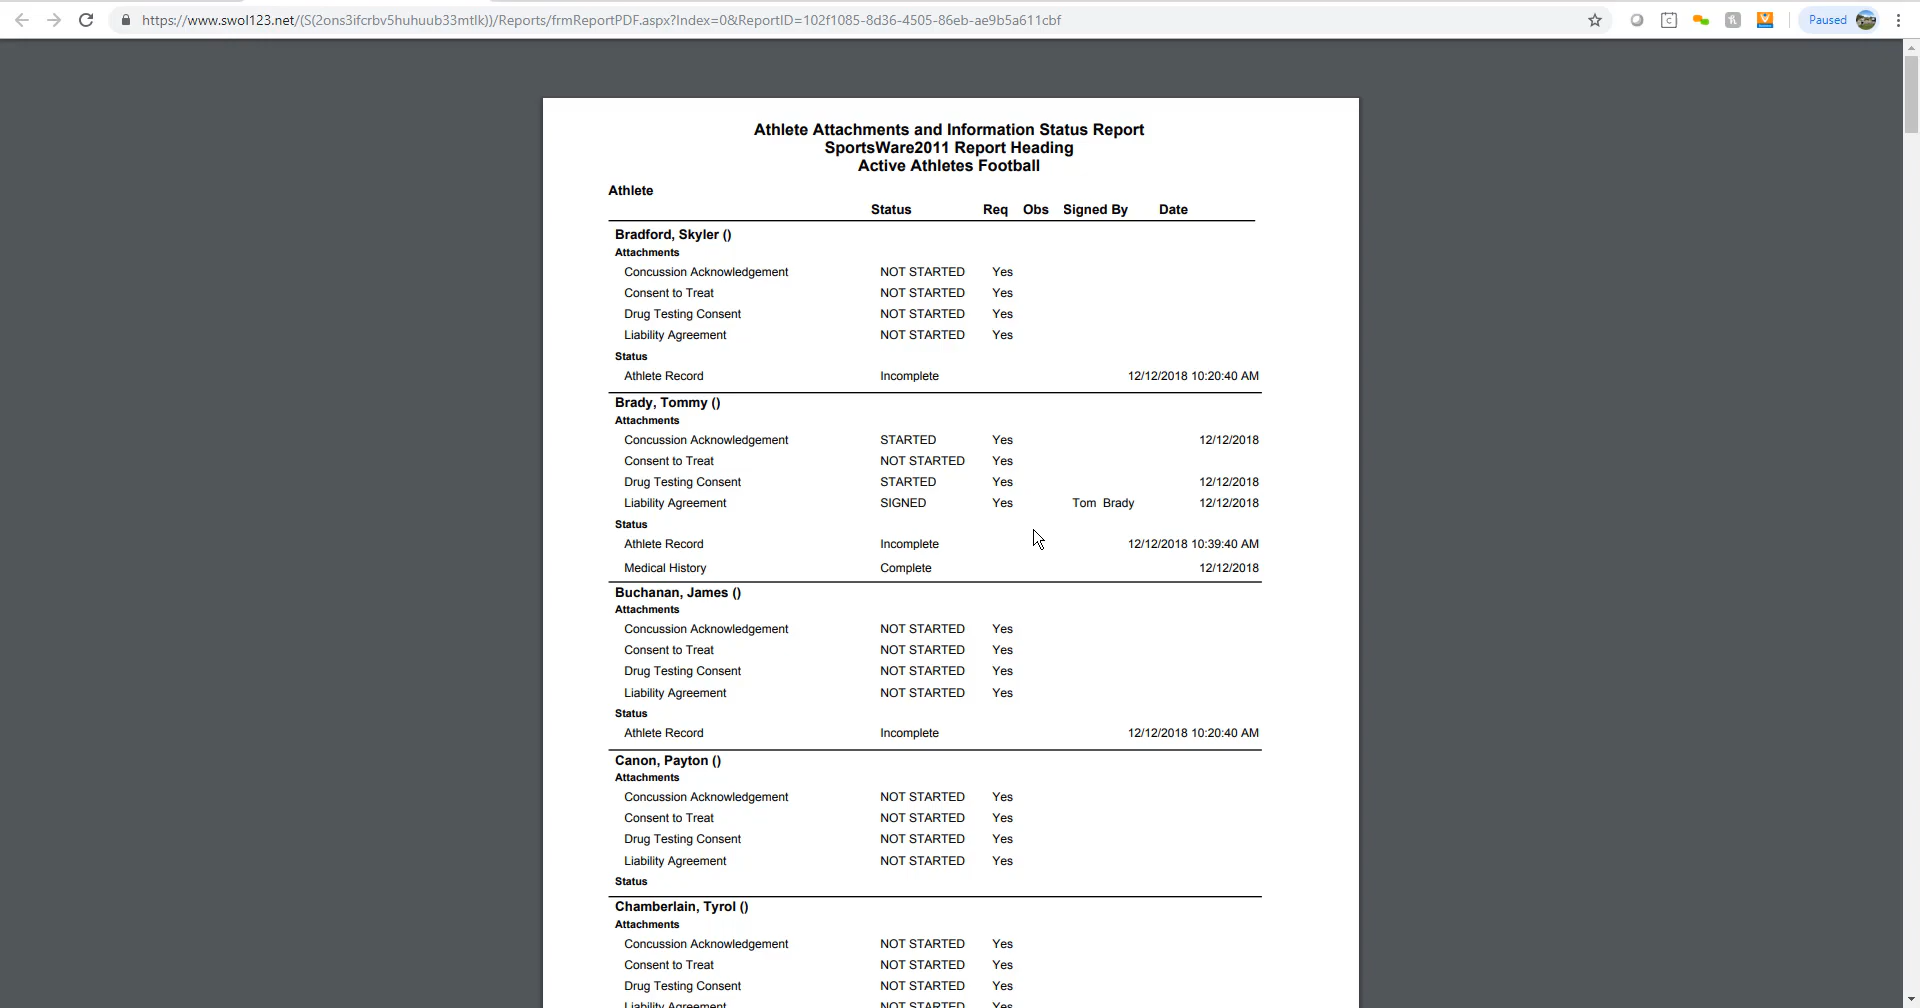 https://www.swol123.net/(S(2ons3ifcrbv5huhuub33mtlk))/Reports/frmReportPDF.aspx?Index=0&ReportID=102f1085-8d36-4505-86eb-ae9b5a611cbf
Paused
Athlete Attachments and Information Status Report
SportsWare2011 Report Heading
Active Athletes Football
Athlete
Status Req Obs Signed By Date
Bradford, Skyler ()
Attachments
Concussion Acknowledgement NOT STARTED Yes
Consent to Treat NOT STARTED Yes
Drug Testing Consent NOT STARTED Yes
Liability Agreement NOT STARTED Yes
Status
Athlete Record Incomplete 12/12/2018 10:20:40 AM
Brady, Tommy ()
Attachments
Concussion Acknowledgement STARTED Yes 12/12/2018
Consent to Treat NOT STARTED Yes
Drug Testing Consent STARTED Yes 12/12/2018
Liability Agreement SIGNED Yes Tom Brady 12/12/2018
Status
Athlete Record Incomplete 12/12/2018 10:39:40 AM
Medical History Complete 12/12/2018
Buchanan, James ()
Attachments
Concussion Acknowledgement NOT STARTED Yes
Consent to Treat NOT STARTED Yes
Drug Testing Consent NOT STARTED Yes
Liability Agreement NOT STARTED Yes
Status
Athlete Record Incomplete 12/12/2018 10:20:40 AM
Canon, Payton ()
Attachments
Concussion Acknowledgement NOT STARTED Yes
Consent to Treat NOT STARTED Yes
Drug Testing Consent NOT STARTED Yes
Liability Agreement NOT STARTED Yes
Status
Chamberlain, Tyrol ()
Attachments
Concussion Acknowledgement NOT STARTED Yes
Consent to Treat NOT STARTED Yes
Drug Testing Consent NOT STARTED Yes
Liability Agreement NOT STARTED Yes